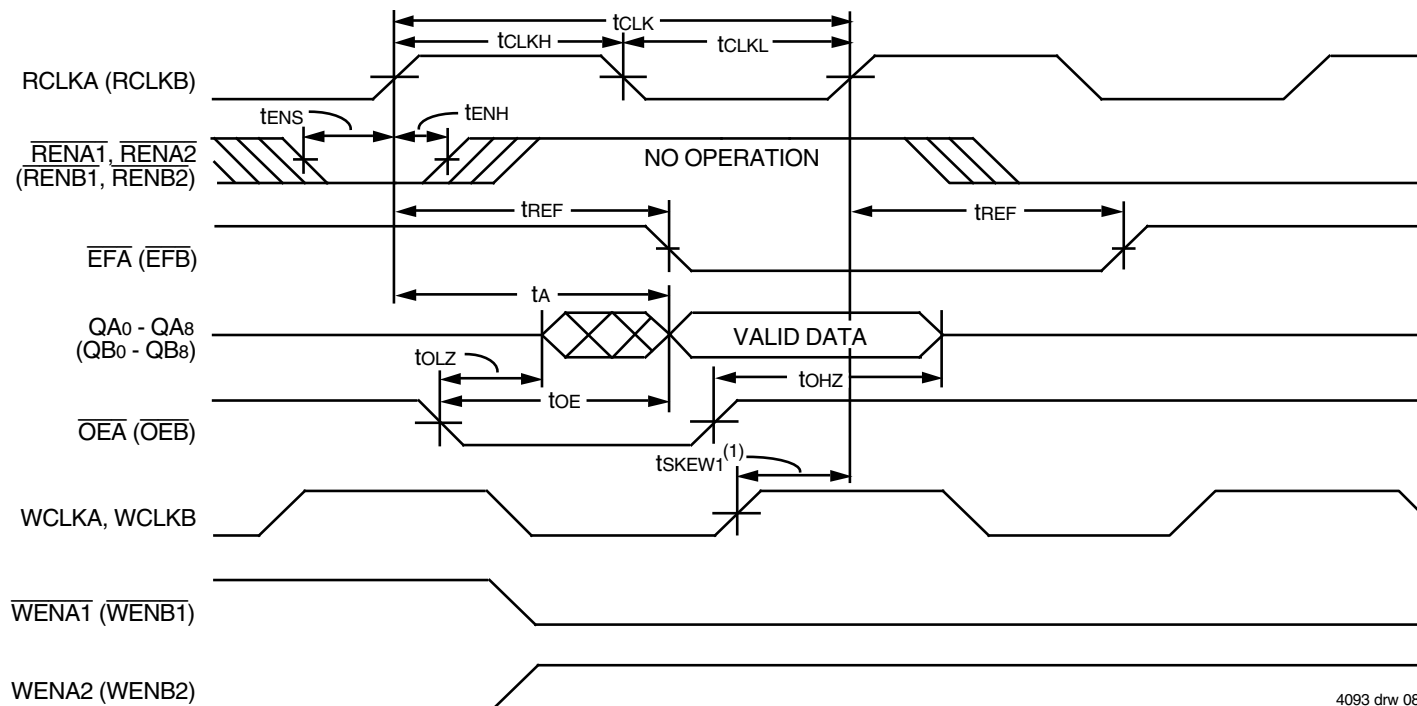 tCLK
tCLKH
tCLKL
RCLKA (RCLKB)
tENS
tENH
RENA1, RENA2
(RENB1, RENB2)
NO OPERATION
tREF
tREF
EFA (EFB)
tA
QA0 - QA8
(QB0 - QB8)
VALID DATA
tOLZ
tOHZ
tOE
OEA (OEB)
tSKEW1(1)
WCLKA, WCLKB
WENA1 (WENB1)
WENA2 (WENB2)
4093 drw 08